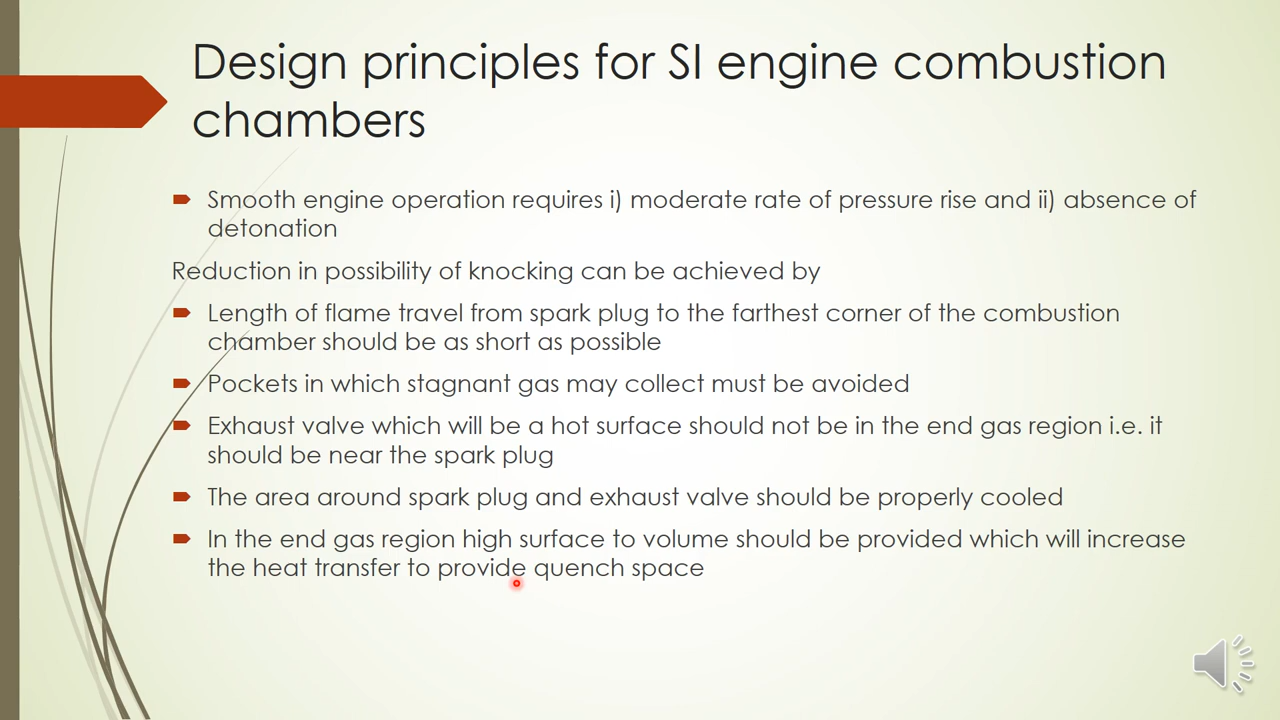 Design principles for SI engine combustion
chambers
Smooth engine operation requires i) moderate rate of pressure rise and ii) absence of
detonation
Reduction in possibility of knocking can be achieved by
Length of flame travel from spark plug to the farthest corner of the combustion
chamber should be as short as possible
Pockets in which stagnant gas may collect must be avoided
Exhaust valve which will be a hot surface should not be in the end gas region i.e. it
should be near the spark plug
The area around spark plug and exhaust valve should be properly cooled
In the end gas region high surface to volume should be provided which will increase
the heat transfer to provide quench space